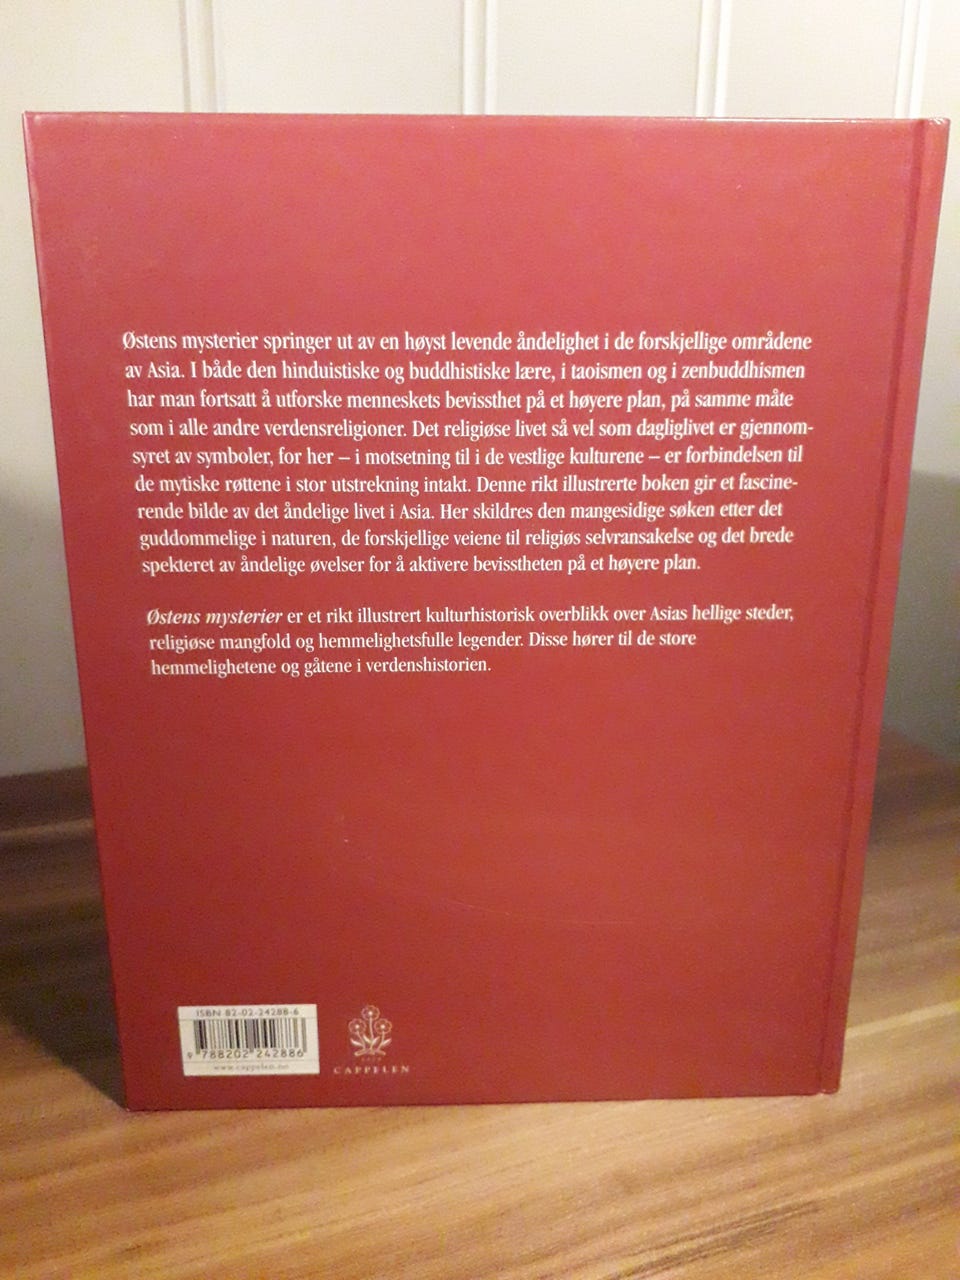 Østens mysterier springer ut av en høyst levende åndelighet i de forskjellige områdene
av Asia. I både den hinduistiske og buddhistiske lære, i taoismen og i zenbuddhismen
har man fortsatt å utforske menneskets bevissthet på et høyere plan, på samme måte
som i alle andre verdensreligioner. Det religiøse livet så vel som dagliglivet er gjennom-
syret av symboler, for her – i motsetning til i de vestlige kulturene – er forbindelsen til
de mytiske røttene i stor utstrekning intakt. Denne rikt illustrerte boken gir et fascine-
rende bilde av det åndelige livet i Asia. Her skildres den mangesidige søken etter det
guddommelige i naturen, de forskjellige veiene til religiøs selvransakelse og det brede
spekteret av åndelige øvelser for å aktivere bevisstheten på et høyere plan.
Østens mysterier er et rikt illustrert kulturhistorisk overblikk over Asias hellige steder,
religiøse mangfold og hemmelighetsfulle legender. Disse hører til de store
hemmelighetene og gåtene i verdenshistorien.
ISBN 82-02-24288-6
9 788202 242886
www.cappelen.no
CAPPELEN